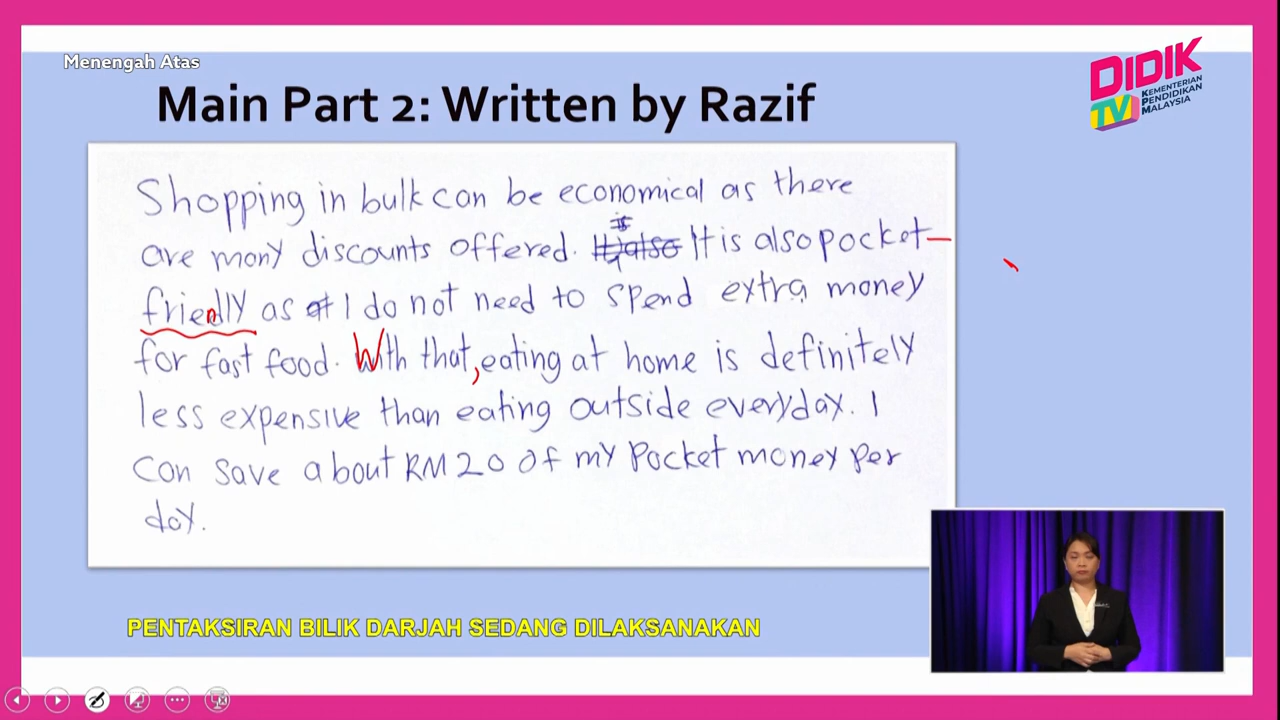 Menengah Atas
DIDIK
TV
KEMENTERIAN
PENDIDIKAN
MALAYSIA
Main Part 2: Written by Razif
Shopping in bulk can be economical as there
is
are many discounts offered. It also It is also pocket-
friendly as I do not need to spend extra money
for fast food. With that, eating at home is definitely
less expensive than eating outside everyday. I
can save about RM20 of my pocket money per
day.
PENTAKSIRAN BILIK DARJAH SEDANG DILAKSANAKAN